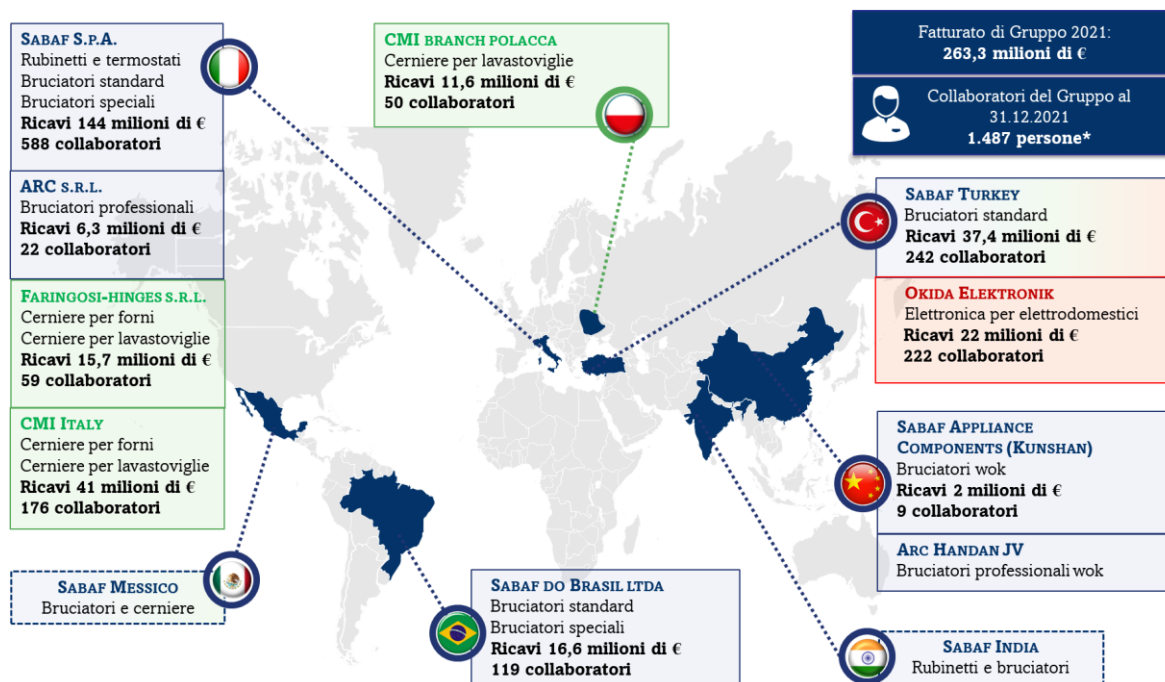 SABAF S.P.A.
Rubinetti e termostati
Bruciatori standard
Bruciatori speciali
Ricavi 144 milioni di €
588 collaboratori
ARC S.R.L.
Bruciatori professionali
Ricavi 6,3 milioni di €
22 collaboratori
FARINGOSI-HINGES S.R.L.
Cerniere per forni
Cerniere per lavastoviglie
Ricavi 15,7 milioni di €
59 collaboratori
CMI ITALY
Cerniere per forni
Cerniere per lavastoviglie
Ricavi 41 milioni di €
176 collaboratori
SABAF MESSICO
Bruciatori e cerniere
CMI BRANCH POLACCA
Cerniere per lavastoviglie
Ricavi 11,6 milioni di €
50 collaboratori
SABAF DO BRASIL LTDA
Bruciatori standard
Bruciatori speciali
Ricavi 16,6 milioni di €
119 collaboratori
Fatturato di Gruppo 2021:
263,3 milioni di €
Collaboratori del Gruppo al
31.12.2021
1.487 persone*
SABAF TURKEY
Bruciatori standard
Ricavi 37,4 milioni di €
242 collaboratori
OKIDA ELEKTRONIK
Elettronica per elettrodomestici
Ricavi 22 milioni di €
222 collaboratori
SABAF APPLIANCE
COMPONENTS (KUNSHAN)
Bruciatori wok
Ricavi 2 milioni di €
9 collaboratori
ARC HANDAN JV
Bruciatori professionali wok
SABAF INDIA
Rubinetti e bruciatori